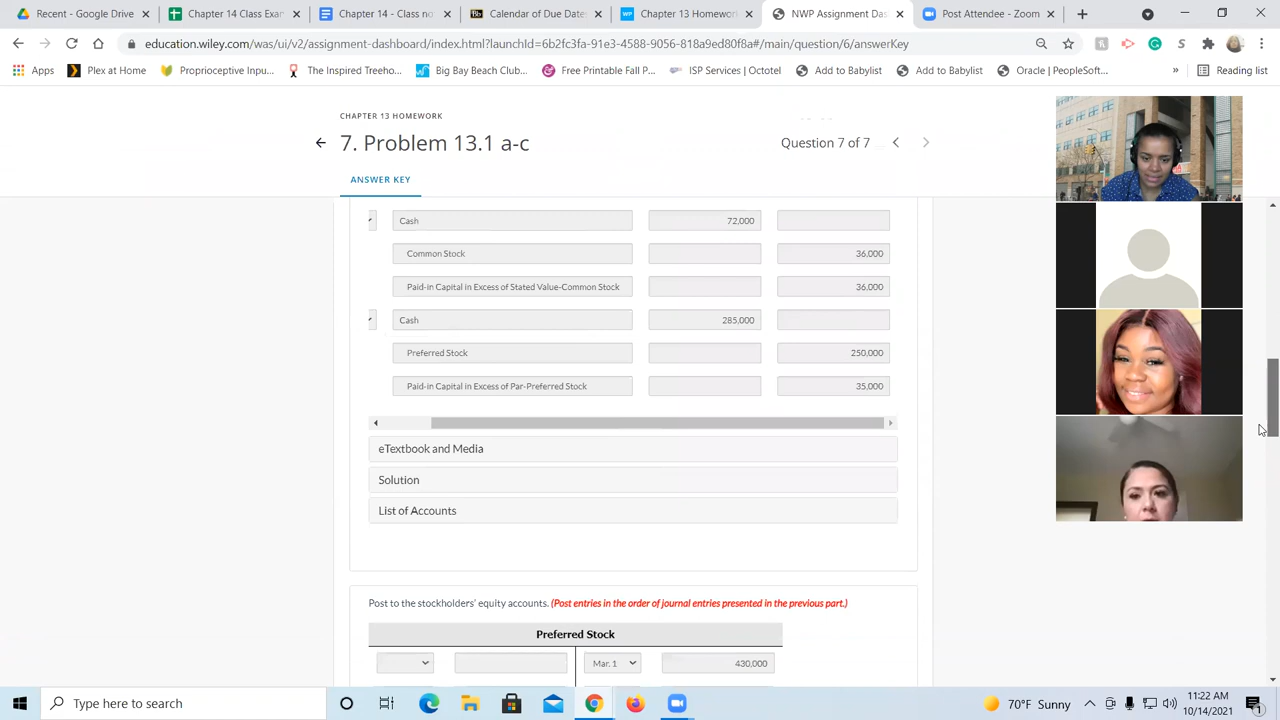 Recent - Google Drive
Chapter 14 Class Exam
Chapter 14 - Class no
Chapter 5: Due Date
Chapter 13 Homework
NWP Assignment Das
Post Attendee - Zoom
education.wiley.com/was/ui/v2/assignment-dashboard/index.html?launchId=6b2fc3fa-91e3-4588-9056-813a9cd80f8a#/main/question/6/answerKey
Apps
Plex at Home
Proprioceptive Inpu...
The Inspired Treeho...
Big Bay Beach Club...
Free Printable Fall P...
ISP Services | Octotel
Add to Babylist
Add to Babylist
Oracle | PeopleSoft...
»
Reading list
CHAPTER 13 HOMEWORK
7. Problem 13.1 a-c
Question 7 of 7
ANSWER KEY
Cash 72,000
Common Stock 36,000
Paid-in Capital in Excess of Stated Value-Common Stock 36,000
Cash 285,000
Preferred Stock 250,000
Paid-in Capital in Excess of Par-Preferred Stock 35,000
eTextbook and Media
Solution
List of Accounts
Post to the stockholders' equity accounts. (Post entries in the order of journal entries presented in the previous part.)
Preferred Stock
Mar. 1 430,000
Type here to search
70°F Sunny
11:22 AM
10/14/2021